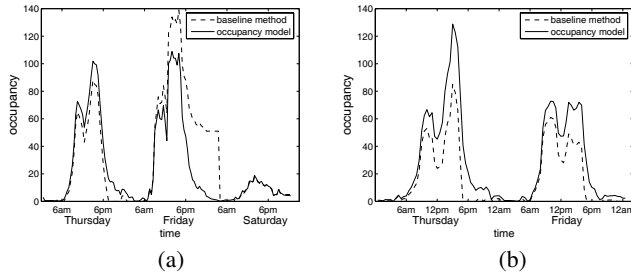 140
120
100
80
60
40
20
0
occupancy
baseline method
occupancy model
6am 6pm 6am 6pm 6am 6pm
Thursday Friday Saturday
time
(a)
140
120
100
80
60
40
20
0
occupancy
baseline method
occupancy model
6am 12pm 6pm 12am 6am 12pm 6pm 12am
Thursday Friday
time
(b)